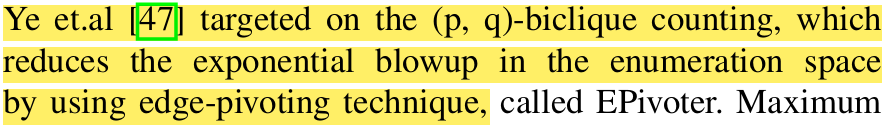 Ye et.al [47] targeted on the (p, q)-biclique counting, which
reduces the exponential blowup in the enumeration space
by using edge-pivoting technique, called EPivoter. Maximum